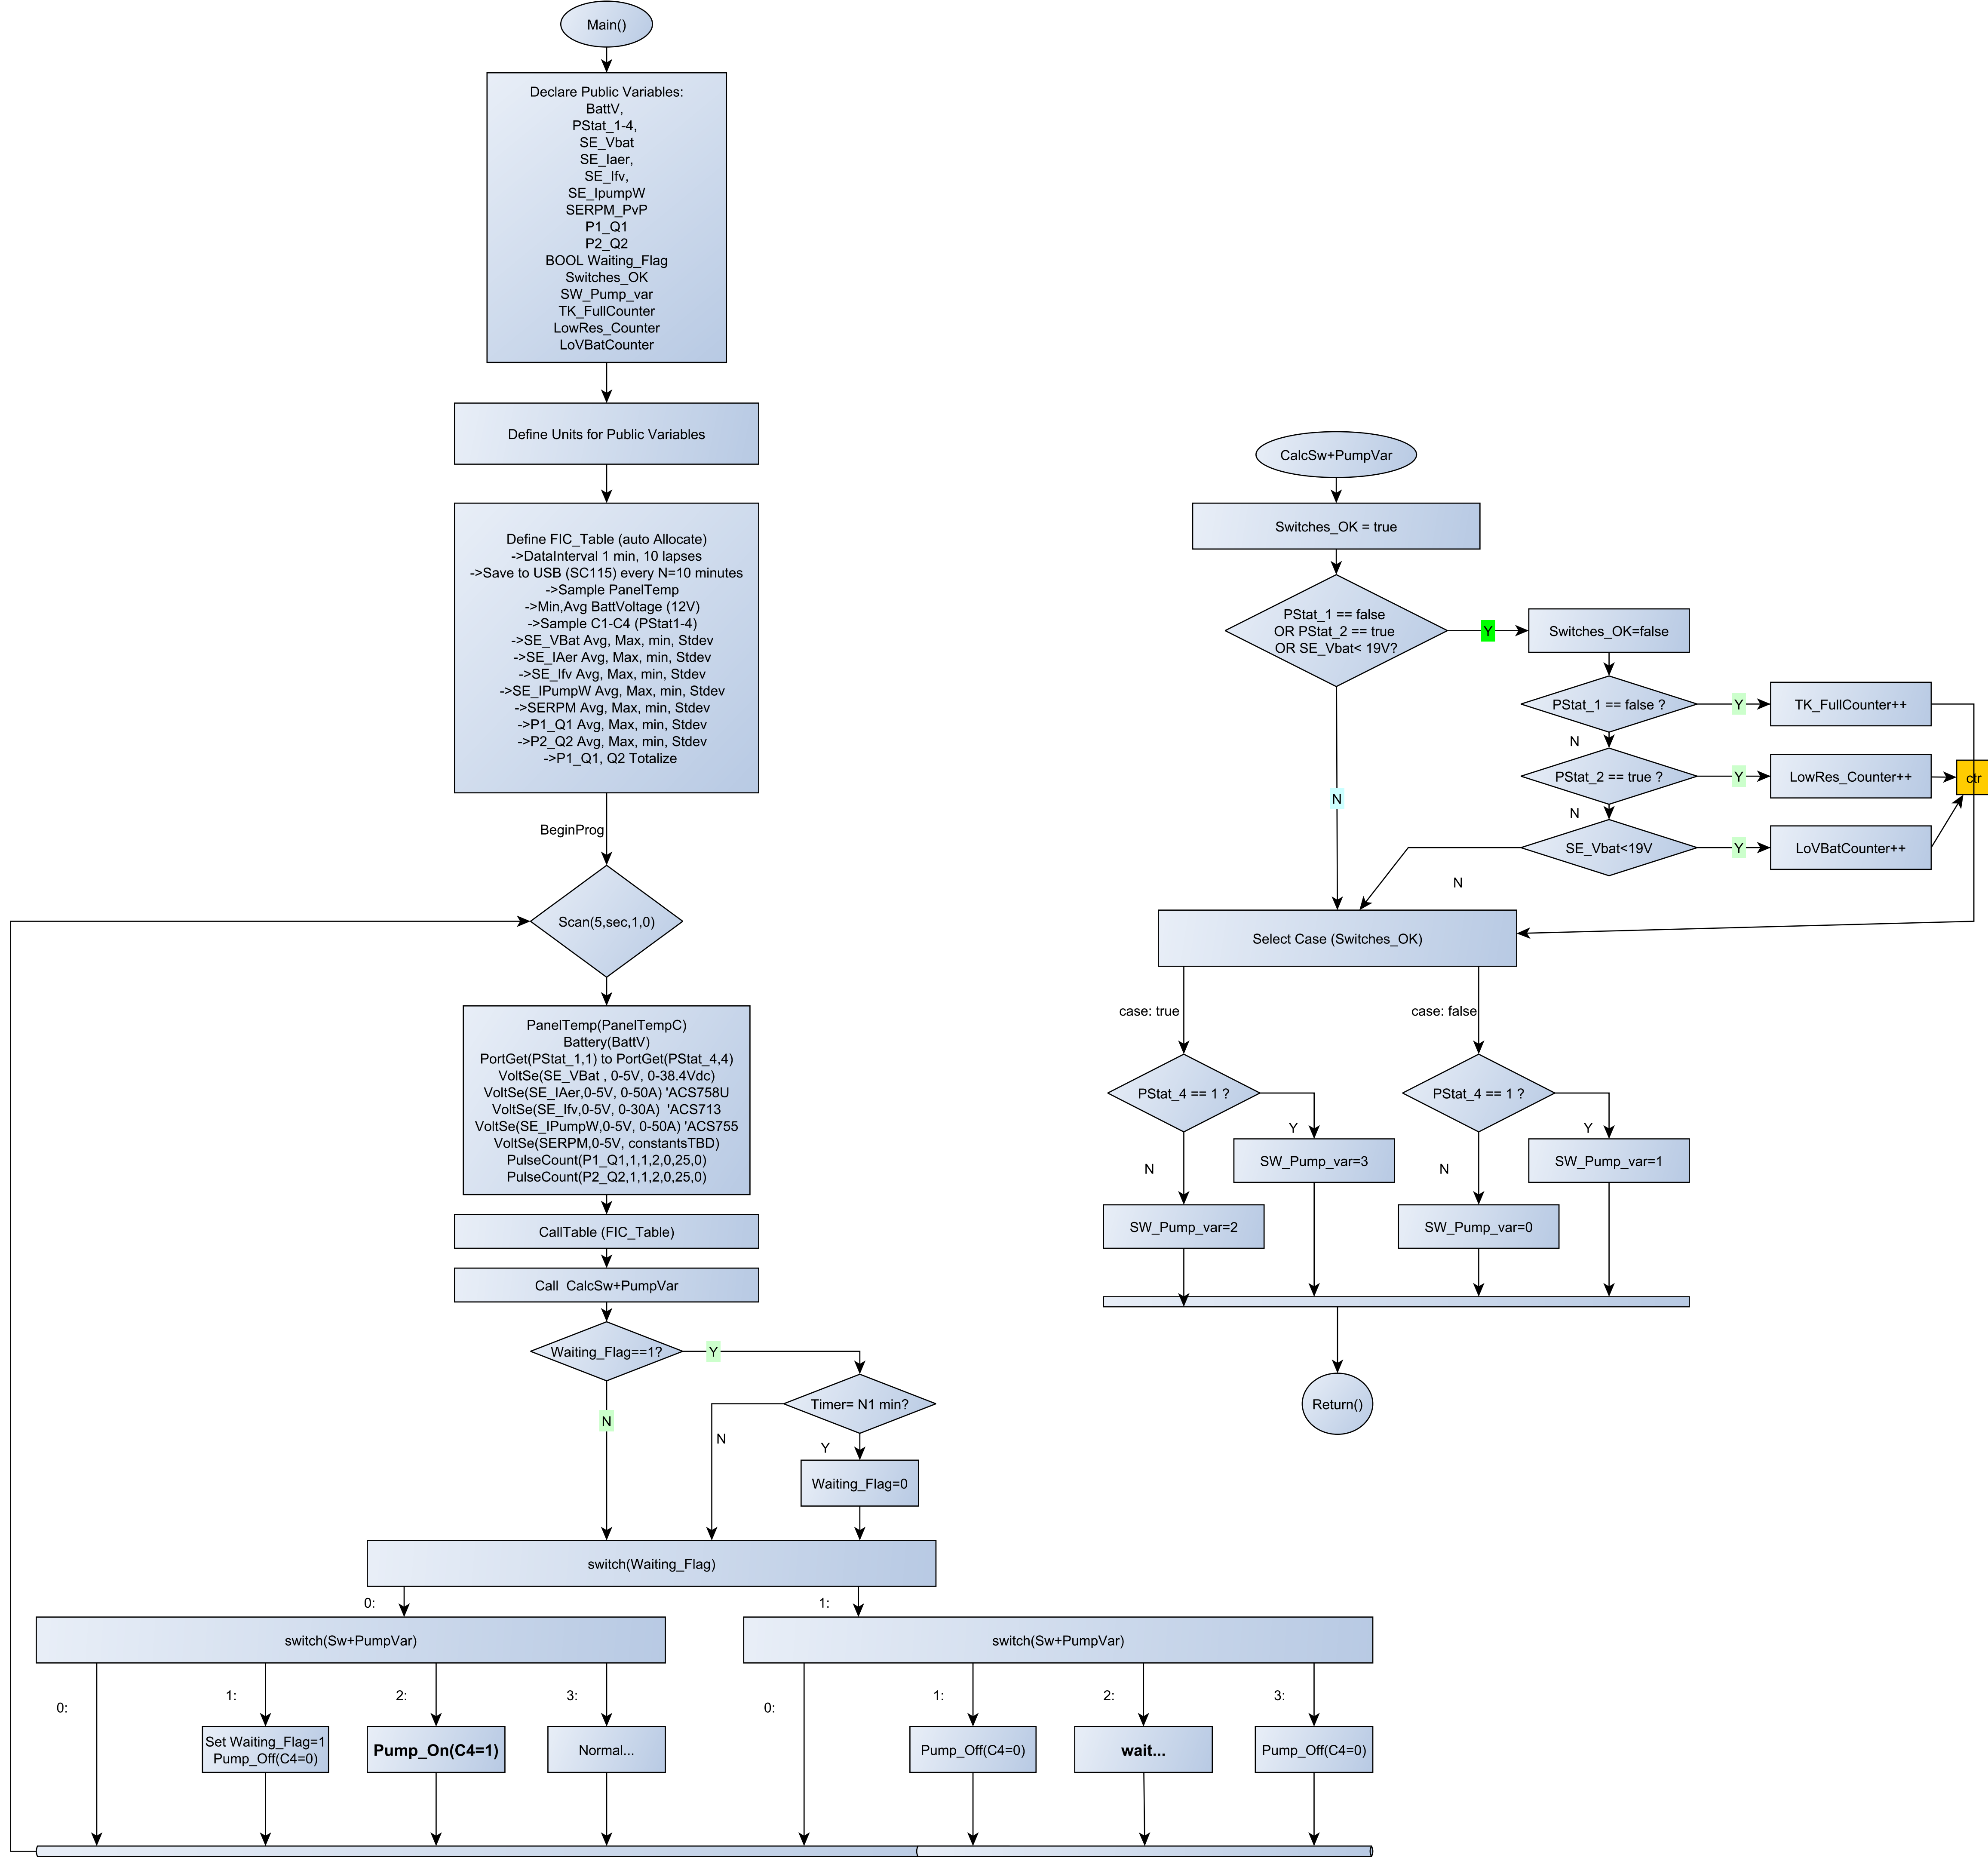 Main()
Declare Public Variables:
BattV,
PStat_1-4,
SE_Vbat
SE_Iaer,
SE_Ifv,
SE_IpumpW
SERPM_PvP
P1_Q1
P2_Q2
BOOL Waiting_Flag
Switches_OK
SW_Pump_var
TK_FullCounter
LowRes_Counter
LoVBatCounter
Define Units for Public Variables
Define FIC_Table (auto Allocate)
->DataInterval 1 min, 10 lapses
->Save to USB (SC115) every N=10 minutes
->Sample PanelTemp
->Min,Avg BattVoltage (12V)
->Sample C1-C4 (PStat1-4)
->SE_VBat Avg, Max, min, Stdev
->SE_IAer Avg, Max, min, Stdev
->SE_Ifv Avg, Max, min, Stdev
->SE_IPumpW Avg, Max, min, Stdev
->SERPM Avg, Max, min, Stdev
->P1_Q1 Avg, Max, min, Stdev
->P2_Q2 Avg, Max, min, Stdev
->P1_Q1, Q2 Totalize
BeginProg
Scan(5,sec,1,0)
PanelTemp(PanelTempC)
Battery(BattV)
PortGet(PStat_1,1) to PortGet(PStat_4,4)
VoltSe(SE_VBat , 0-5V, 0-38.4Vdc)
VoltSe(SE_IAer,0-5V, 0-50A) 'ACS758U
VoltSe(SE_Ifv,0-5V, 0-30A) 'ACS713
VoltSe(SE_IPumpW,0-5V, 0-50A) 'ACS755
VoltSe(SERPM,0-5V, constantsTBD)
PulseCount(P1_Q1,1,1,2,0,25,0)
PulseCount(P2_Q2,1,1,2,0,25,0)
CallTable (FIC_Table)
Call CalcSw+PumpVar
Waiting_Flag==1?
Y
N
Timer= N1 min?
N
Y
Waiting_Flag=0
switch(Waiting_Flag)
0:
1:
switch(Sw+PumpVar)
0:
1:
2:
3:
Set Waiting_Flag=1
Pump_Off(C4=0)
Pump_On(C4=1)
Normal...
switch(Sw+PumpVar)
0:
1:
2:
3:
Pump_Off(C4=0)
wait...
Pump_Off(C4=0)
CalcSw+PumpVar
Switches_OK = true
PStat_1 == false
OR PStat_2 == true
OR SE_Vbat< 19V?
Y
N
Switches_OK=false
PStat_1 == false ?
Y
TK_FullCounter++
N
PStat_2 == true ?
Y
LowRes_Counter++
ctr
N
SE_Vbat<19V
Y
LoVBatCounter++
N
Select Case (Switches_OK)
case: true
case: false
PStat_4 == 1 ?
Y
N
SW_Pump_var=3
SW_Pump_var=2
PStat_4 == 1 ?
Y
N
SW_Pump_var=1
SW_Pump_var=0
Return()